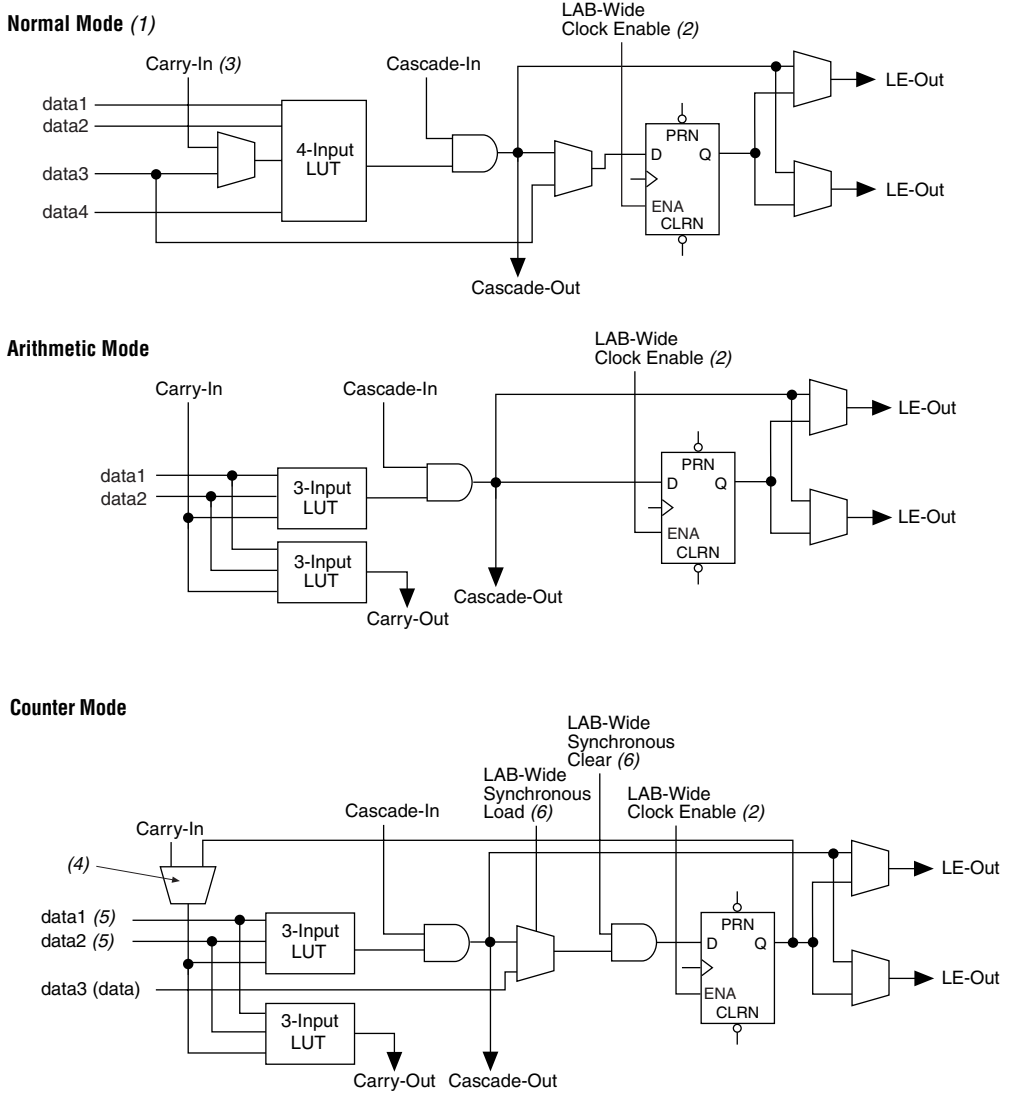 Normal Mode (1)
LAB-Wide
Clock Enable (2)
Carry-In (3)
Cascade-In
data1
data2
data3
data4
4-Input
LUT
PRN
D
Q
ENA
CLRN
LE-Out
LE-Out
Cascade-Out
Arithmetic Mode
LAB-Wide
Clock Enable (2)
Carry-In
Cascade-In
data1
data2
3-Input
LUT
3-Input
LUT
PRN
D
Q
ENA
CLRN
LE-Out
LE-Out
Cascade-Out
Carry-Out
Counter Mode
LAB-Wide
Synchronous
Clear (6)
LAB-Wide
Synchronous
Load (6)
LAB-Wide
Clock Enable (2)
Cascade-In
Carry-In
(4)
data1 (5)
data2 (5)
data3 (data)
3-Input
LUT
3-Input
LUT
PRN
D
Q
ENA
CLRN
LE-Out
LE-Out
Carry-Out
Cascade-Out